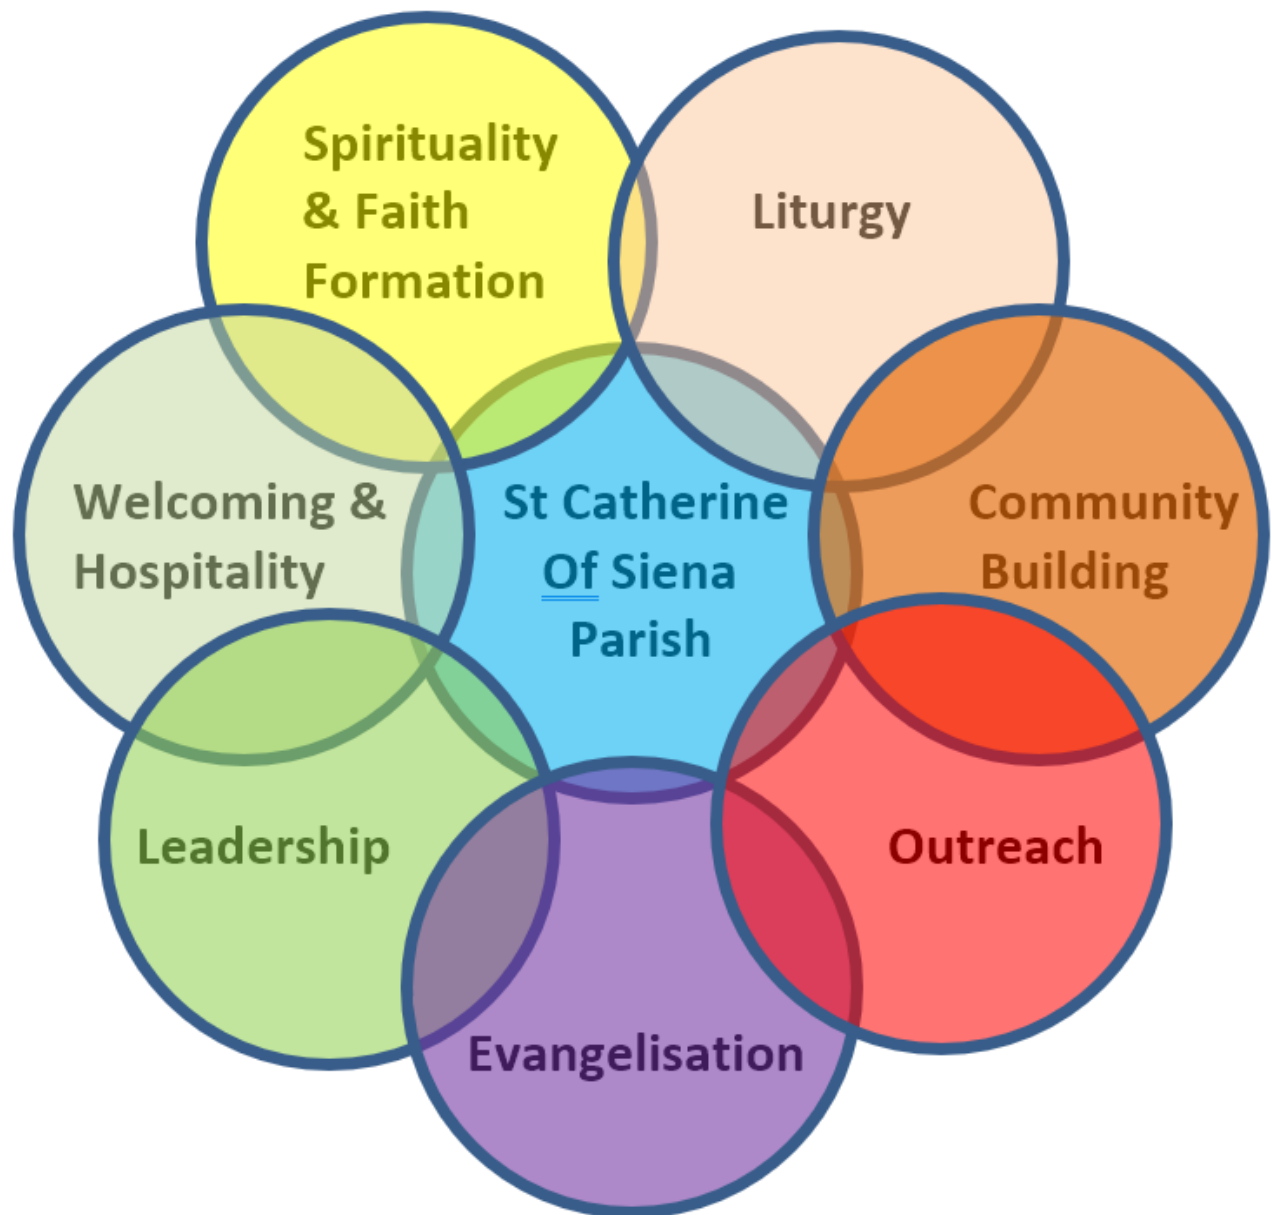 Spirituality
& Faith
Formation
Liturgy
Welcoming &
Hospitality
St Catherine
Of Siena
Parish
Community
Building
Leadership
Outreach
Evangelisation